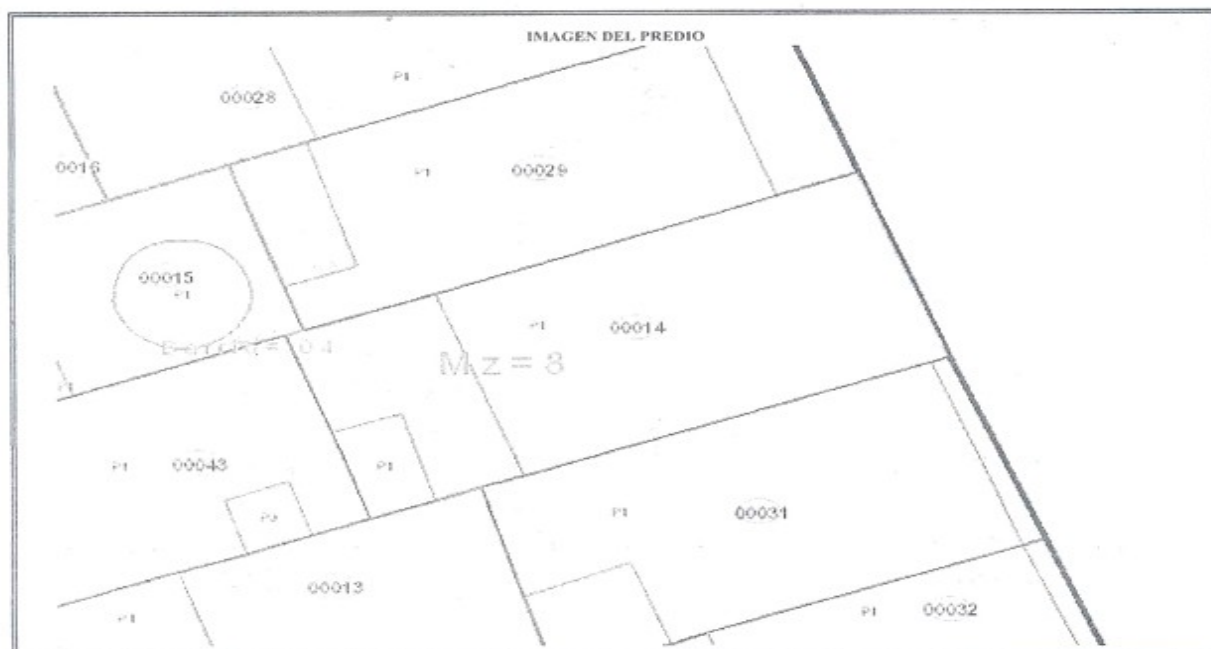 IMAGEN DEL PREDIO
P1
00028
0016
P1
00029
00015
P1
P1
00014
Mz = 8
P1
P1
00043
P1
P1
00031
00013
P1
P1
00032